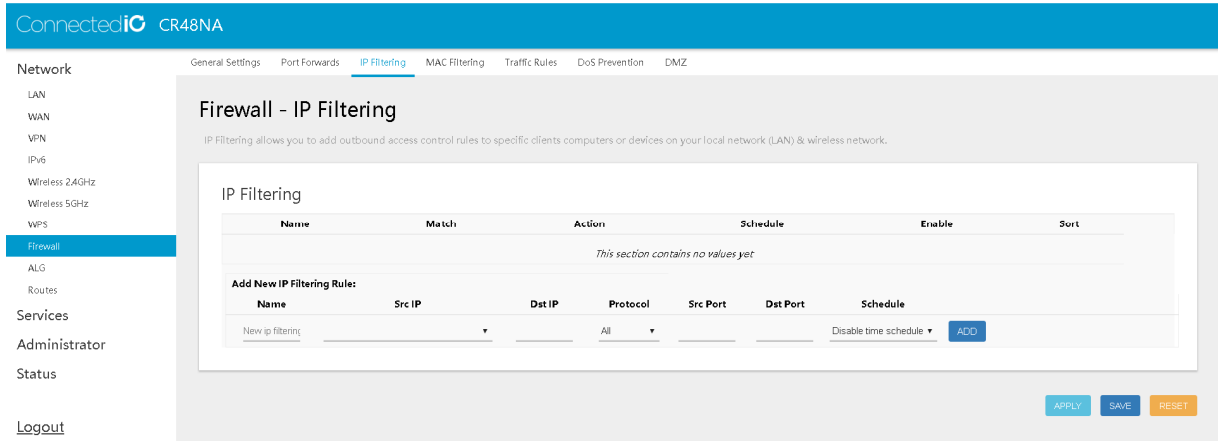 ConnectediO CR48NA
Network
LAN
WAN
VPN
IPv6
Wireless 2.4GHz
Wireless 5GHz
WPS
Firewall
ALG
Routes
Services
Administrator
Status
Logout
General Settings Port Forwards IP Filtering MAC Filtering Traffic Rules DoS Prevention DMZ
Firewall - IP Filtering
IP Filtering allows you to add outbound access control rules to specific clients computers or devices on your local network (LAN) & wireless network.
IP Filtering
Name Match Action Schedule Enable Sort
This section contains no values yet
Add New IP Filtering Rule:
Name Src IP Dst IP Protocol Src Port Dst Port Schedule
New ip filtering All Disable time schedule ADD
APPLY SAVE RESET